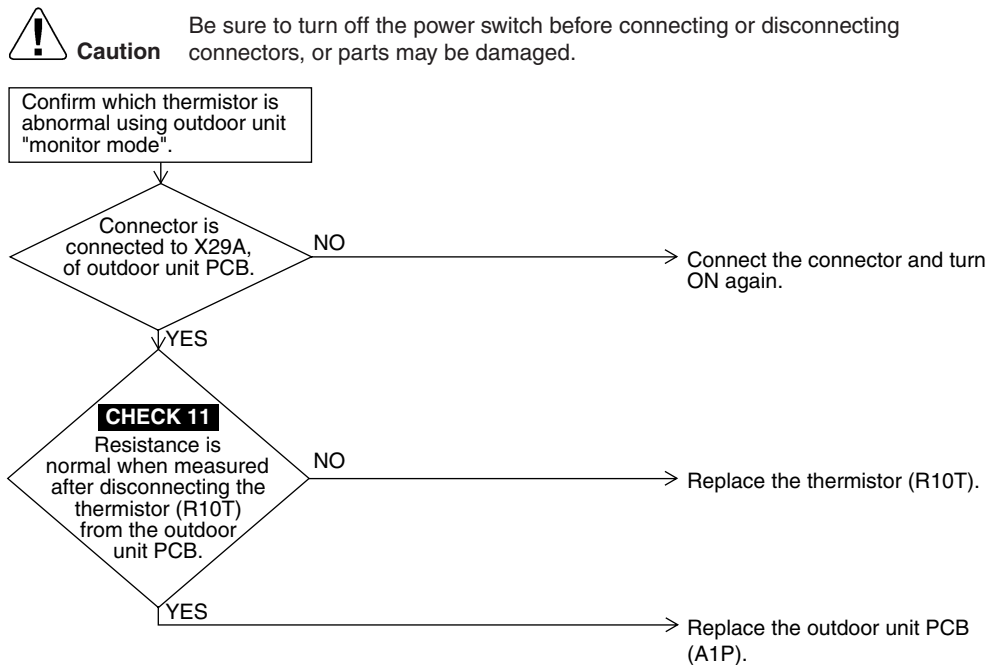 Caution
Be sure to turn off the power switch before connecting or disconnecting
connectors, or parts may be damaged.
Confirm which thermistor is
abnormal using outdoor unit
"monitor mode".
Connector is
connected to X29A,
of outdoor unit PCB.
NO
Connect the connector and turn
ON again.
YES
CHECK 11
Resistance is
normal when measured
after disconnecting the
thermistor (R10T)
from the outdoor
unit PCB.
NO
Replace the thermistor (R10T).
YES
Replace the outdoor unit PCB
(A1P).